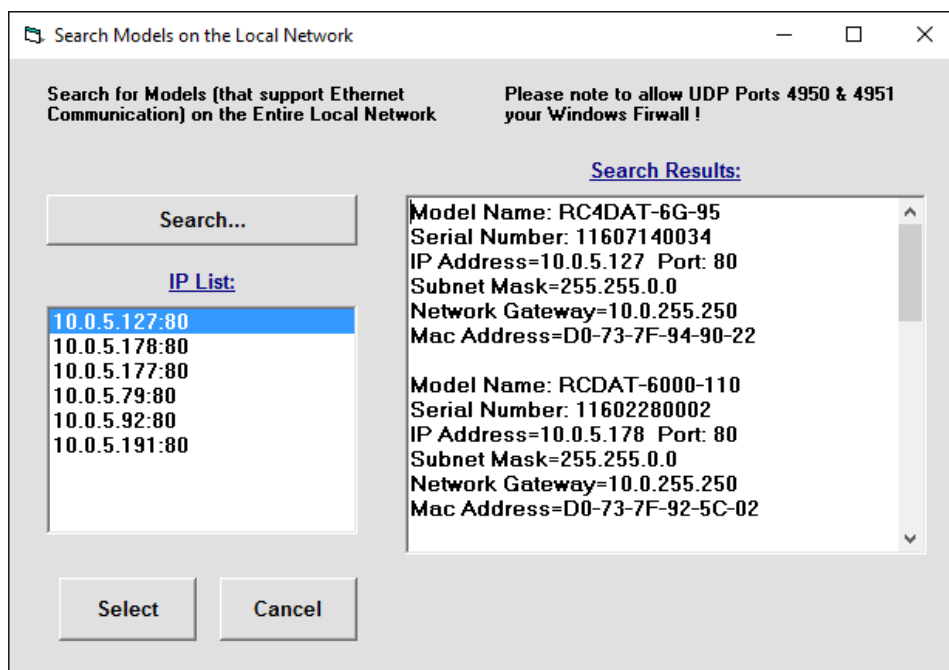 Search Models on the Local Network
Search for Models (that support Ethernet
Communication) on the Entire Local Network
Please note to allow UDP Ports 4950 & 4951
your Windows Firwall !
Search...
IP List:
10.0.5.127:80
10.0.5.178:80
10.0.5.177:80
10.0.5.79:80
10.0.5.92:80
10.0.5.191:80
Select
Cancel
Search Results:
Model Name: RC4DAT-6G-95
Serial Number: 11607140034
IP Address=10.0.5.127  Port: 80
Subnet Mask=255.255.0.0
Network Gateway=10.0.255.250
Mac Address=D0-73-7F-94-90-22
Model Name: RCDAT-6000-110
Serial Number: 11602280002
IP Address=10.0.5.178  Port: 80
Subnet Mask=255.255.0.0
Network Gateway=10.0.255.250
Mac Address=D0-73-7F-92-5C-02